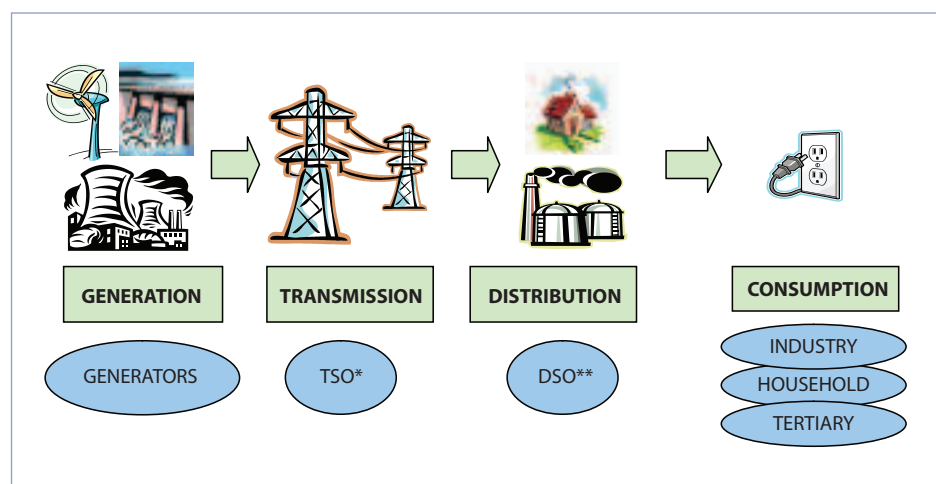 GENERATION
TRANSMISSION
DISTRIBUTION
CONSUMPTION
GENERATORS
TSO*
DSO**
INDUSTRY
HOUSEHOLD
TERTIARY